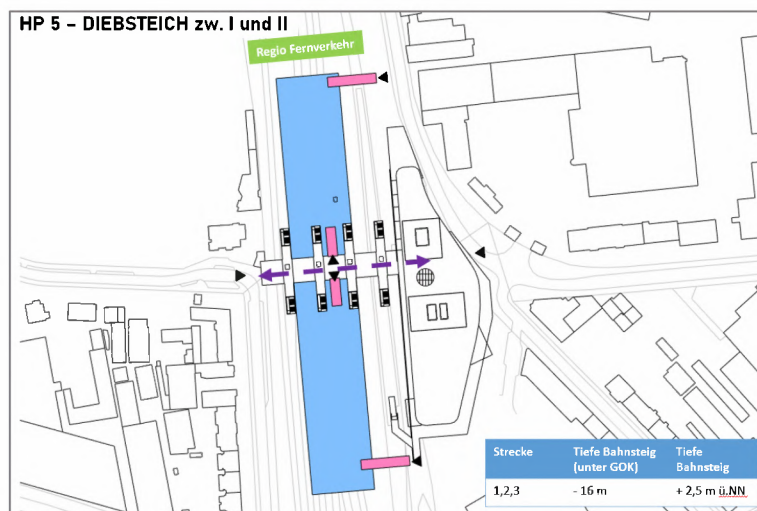 HP 5 – DIEBSTEICH zw. I und II
Regio Fernverkehr
Strecke
Tiefe Bahnsteig
(unter GOK)
Tiefe
Bahnsteig
1,2,3
- 16 m
+ 2,5 m ü.NN